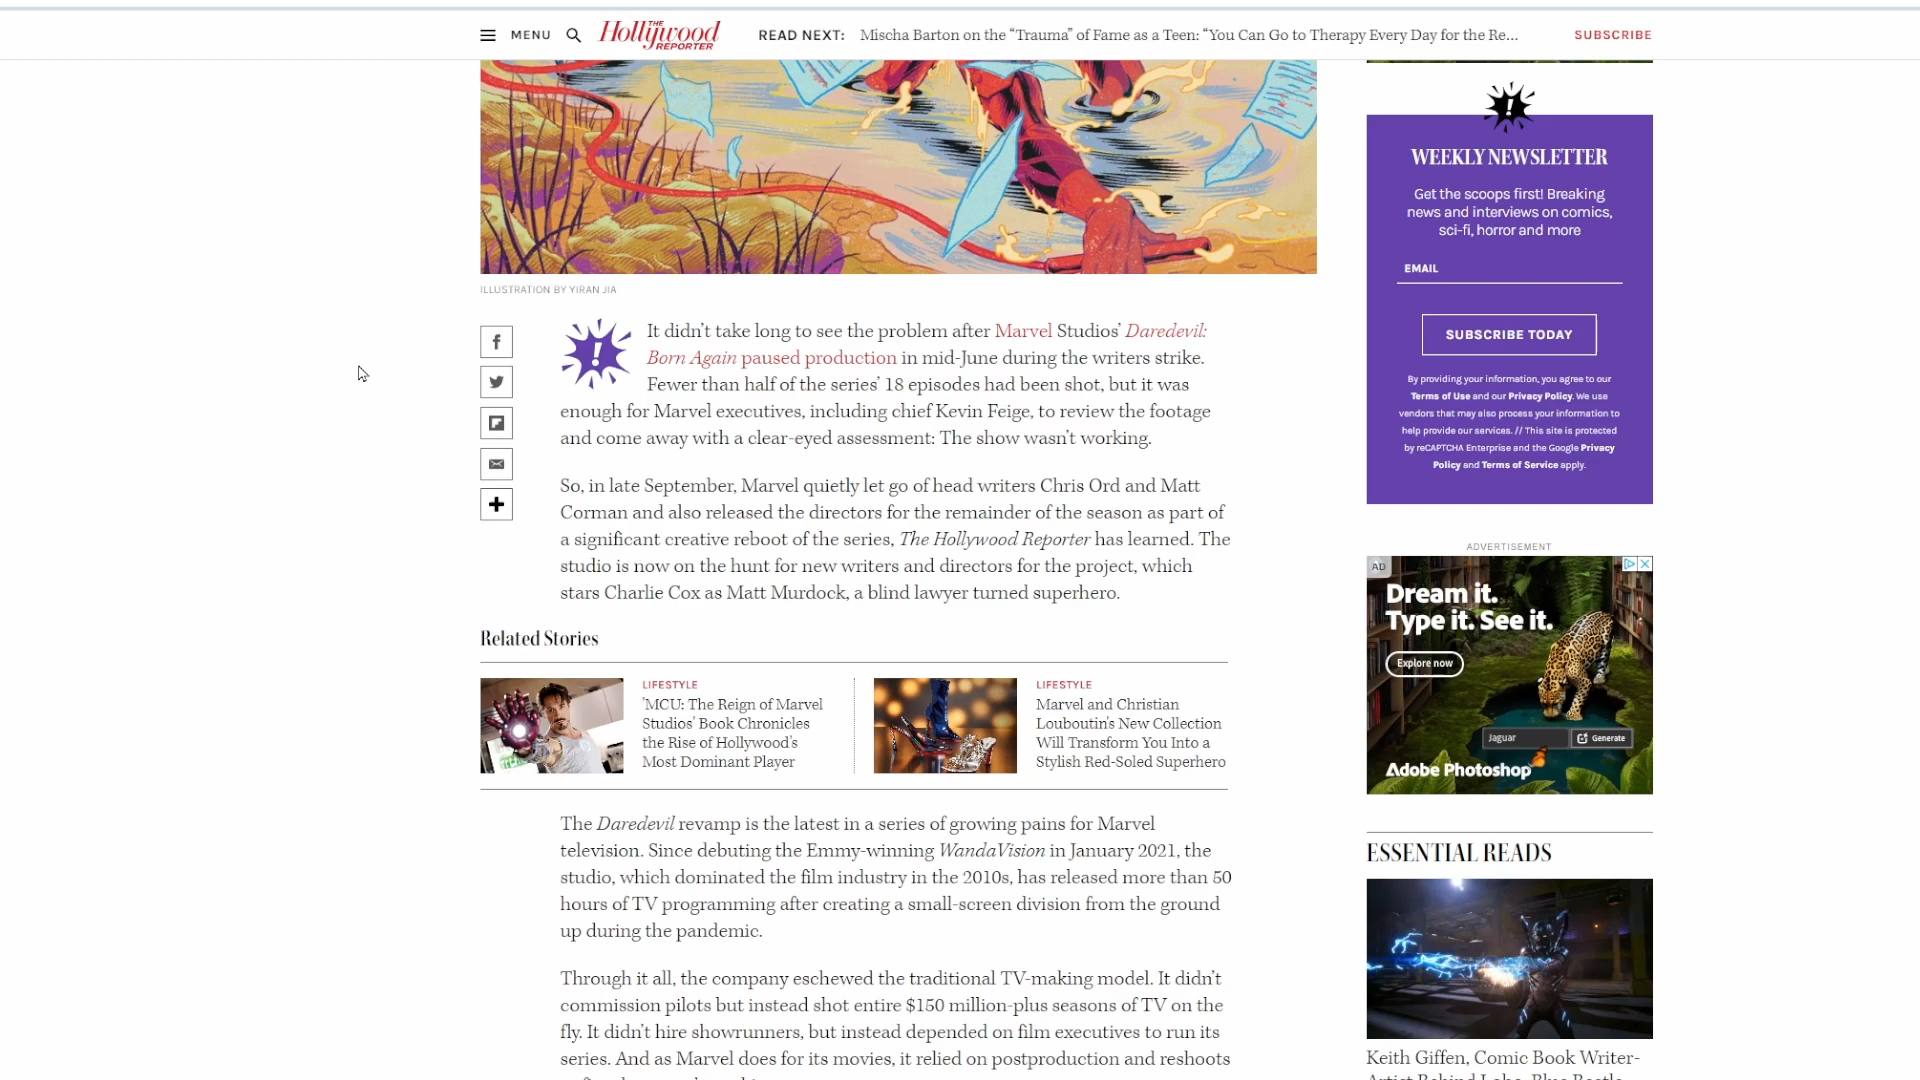 MENU
THE
Hollywood
REPORTER
READ NEXT: Mischa Barton on the “Trauma” of Fame as a Teen: “You Can Go to Therapy Every Day for the Re...
SUBSCRIBE
ILLUSTRATION BY YIRAN JIA
It didn’t take long to see the problem after Marvel Studios’ Daredevil:
Born Again paused production in mid-June during the writers strike.
Fewer than half of the series’ 18 episodes had been shot, but it was
enough for Marvel executives, including chief Kevin Feige, to review the footage
and come away with a clear-eyed assessment: The show wasn’t working.
So, in late September, Marvel quietly let go of head writers Chris Ord and Matt
Corman and also released the directors for the remainder of the season as part of
a significant creative reboot of the series, The Hollywood Reporter has learned. The
studio is now on the hunt for new writers and directors for the project, which
stars Charlie Cox as Matt Murdock, a blind lawyer turned superhero.
Related Stories
LIFESTYLE
'MCU: The Reign of Marvel
Studios' Book Chronicles
the Rise of Hollywood's
Most Dominant Player
LIFESTYLE
Marvel and Christian
Louboutin's New Collection
Will Transform You Into a
Stylish Red-Soled Superhero
The Daredevil revamp is the latest in a series of growing pains for Marvel
television. Since debuting the Emmy-winning WandaVision in January 2021, the
studio, which dominated the film industry in the 2010s, has released more than 50
hours of TV programming after creating a small-screen division from the ground
up during the pandemic.
Through it all, the company eschewed the traditional TV-making model. It didn’t
commission pilots but instead shot entire $150 million-plus seasons of TV on the
fly. It didn’t hire showrunners, but instead depended on film executives to run its
series. And as Marvel does for its movies, it relied on postproduction and reshoots
WEEKLY NEWSLETTER
Get the scoops first! Breaking
news and interviews on comics,
sci-fi, horror and more
EMAIL
SUBSCRIBE TODAY
By providing your information, you agree to our
Terms of Use and our Privacy Policy. We use
vendors that may also process your information to
help provide our services. // This site is protected
by reCAPTCHA Enterprise and the Google Privacy
Policy and Terms of Service apply.
ADVERTISEMENT
AD
Dream it.
Type it. See it.
Explore now
Jaguar
Generate
Adobe Photoshop
ESSENTIAL READS
Keith Giffen, Comic Book Writer-